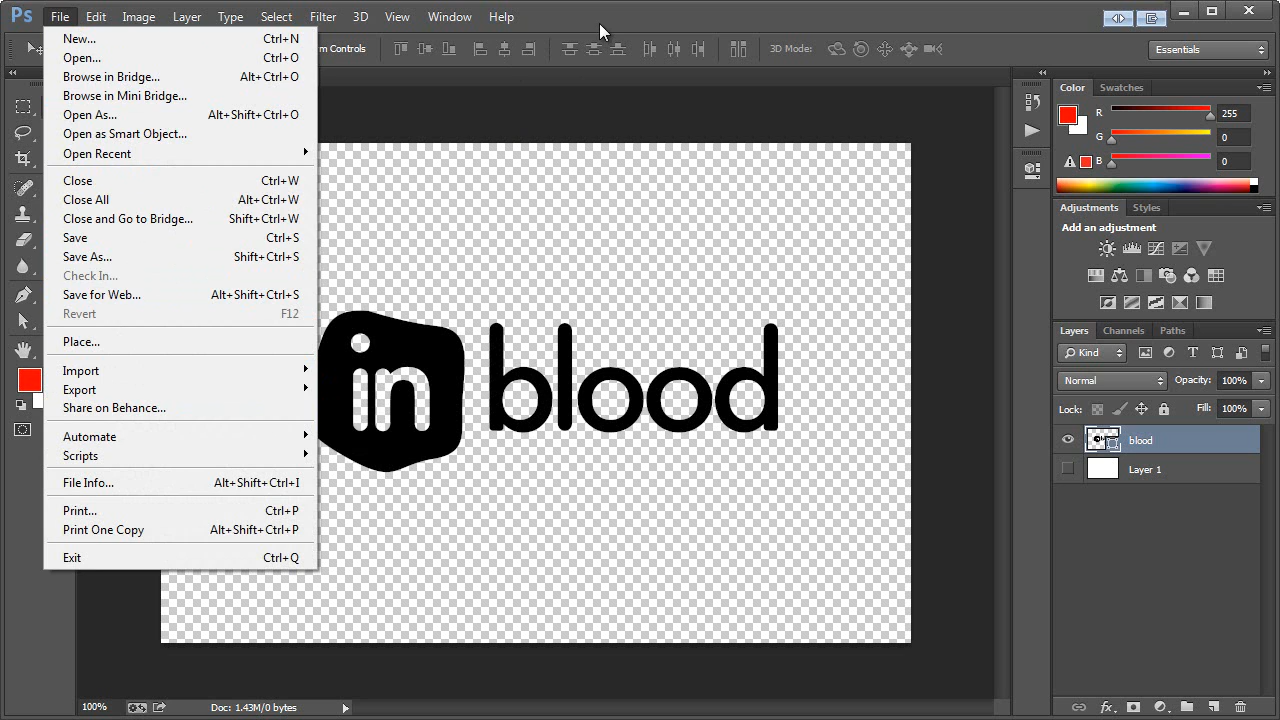 Ps File Edit Image Layer Type Select Filter 3D View Window Help
m Controls 3D Mode: Essentials
New... Ctrl+N
Open... Ctrl+O
Browse in Bridge... Alt+Ctrl+O
Browse in Mini Bridge...
Open As... Alt+Shift+Ctrl+O
Open as Smart Object...
Open Recent
Close Ctrl+W
Close All Alt+Ctrl+W
Close and Go to Bridge... Shift+Ctrl+W
Save Ctrl+S
Save As... Shift+Ctrl+S
Check In...
Save for Web... Alt+Shift+Ctrl+S
Revert F12
Place...
Import
Export
Share on Behance...
Automate
Scripts
File Info... Alt+Shift+Ctrl+I
Print... Ctrl+P
Print One Copy Alt+Shift+Ctrl+P
Exit Ctrl+Q
in blood
Color Swatches
R 255
G 0
B 0
Adjustments Styles
Add an adjustment
Layers Channels Paths
Kind
Normal Opacity: 100%
Lock: Fill: 100%
blood
Layer 1
100% Doc: 1.43M/0 bytes